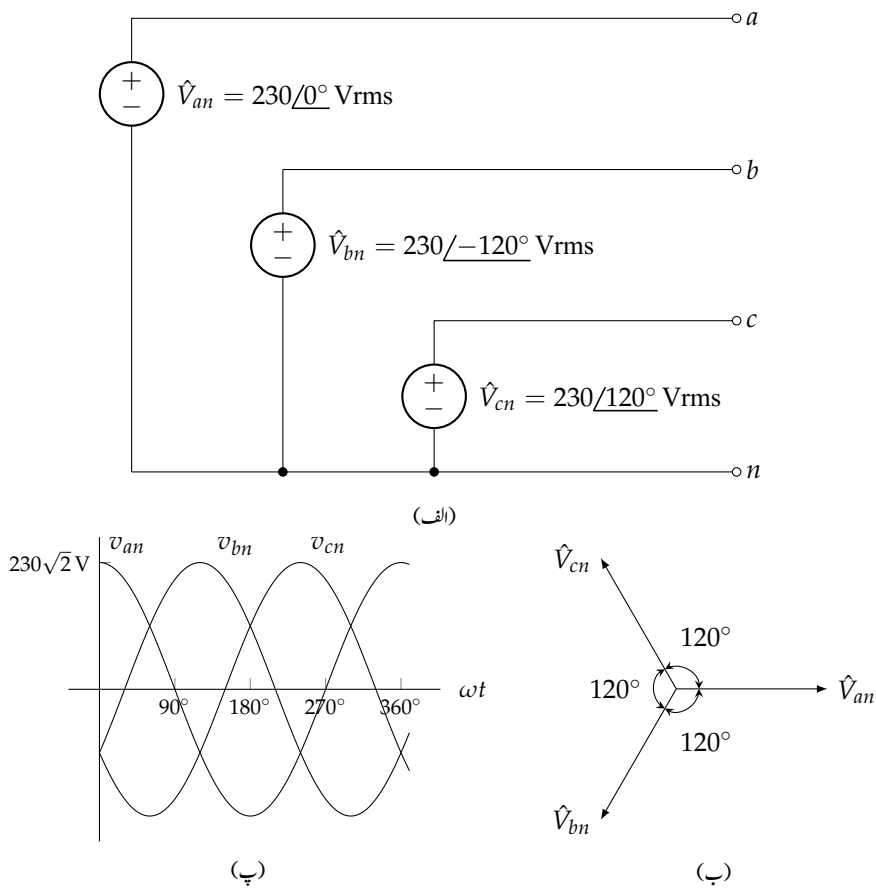 a
+
−
V̂an = 230/0° Vrms
b
+
−
V̂bn = 230/−120° Vrms
c
+
−
V̂cn = 230/120° Vrms
n
(الف)
van
vbn
vcn
230√2 V
90°
180°
270°
360°
ωt
(پ)
V̂cn
120°
120°
V̂an
120°
V̂bn
(ب)